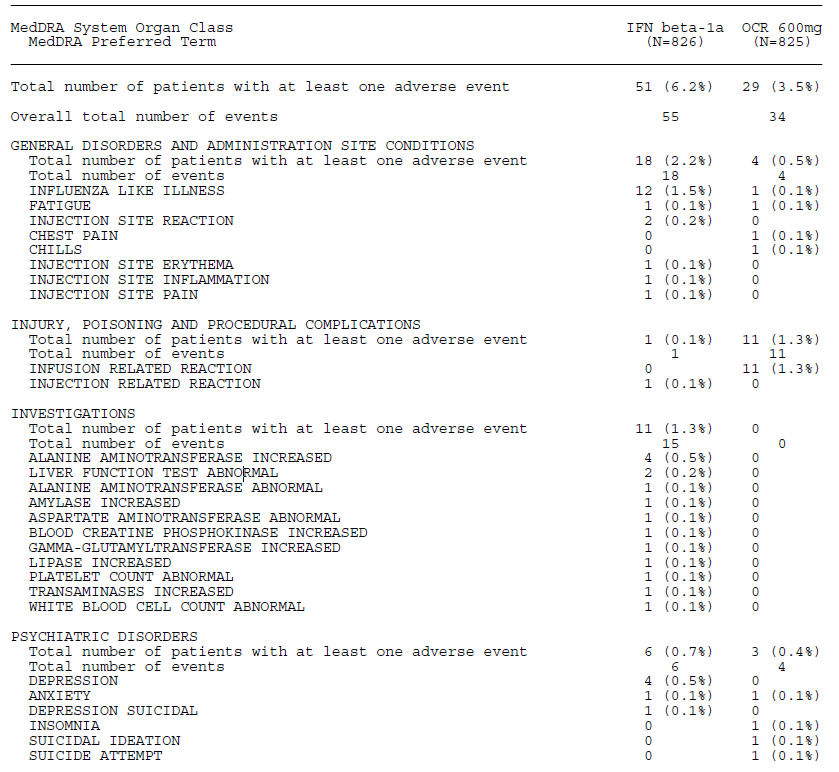 MedDRA System Organ Class IFN beta-1a OCR 600mg
MedDRA Preferred Term (N=826) (N=825)
Total number of patients with at least one adverse event 51 (6.2%) 29 (3.5%)
Overall total number of events 55 34
GENERAL DISORDERS AND ADMINISTRATION SITE CONDITIONS
Total number of patients with at least one adverse event 18 (2.2%) 4 (0.5%)
Total number of events 18 4
INFLUENZA LIKE ILLNESS 12 (1.5%) 1 (0.1%)
FATIGUE 1 (0.1%) 1 (0.1%)
INJECTION SITE REACTION 2 (0.2%) 0
CHEST PAIN 0 1 (0.1%)
CHILLS 0 1 (0.1%)
INJECTION SITE ERYTHEMA 1 (0.1%) 0
INJECTION SITE INFLAMMATION 1 (0.1%) 0
INJECTION SITE PAIN 1 (0.1%) 0
INJURY, POISONING AND PROCEDURAL COMPLICATIONS
Total number of patients with at least one adverse event 1 (0.1%) 11 (1.3%)
Total number of events 1 11
INFUSION RELATED REACTION 0 11 (1.3%)
INJECTION RELATED REACTION 1 (0.1%) 0
INVESTIGATIONS
Total number of patients with at least one adverse event 11 (1.3%) 0
Total number of events 15 0
ALANINE AMINOTRANSFERASE INCREASED 4 (0.5%) 0
LIVER FUNCTION TEST ABNORMAL 2 (0.2%) 0
ALANINE AMINOTRANSFERASE ABNORMAL 1 (0.1%) 0
AMYLASE INCREASED 1 (0.1%) 0
ASPARTATE AMINOTRANSFERASE ABNORMAL 1 (0.1%) 0
BLOOD CREATINE PHOSPHOKINASE INCREASED 1 (0.1%) 0
GAMMA-GLUTAMYLTRANSFERASE INCREASED 1 (0.1%) 0
LIPASE INCREASED 1 (0.1%) 0
PLATELET COUNT ABNORMAL 1 (0.1%) 0
TRANSAMINASES INCREASED 1 (0.1%) 0
WHITE BLOOD CELL COUNT ABNORMAL 1 (0.1%) 0
PSYCHIATRIC DISORDERS
Total number of patients with at least one adverse event 6 (0.7%) 3 (0.4%)
Total number of events 6 4
DEPRESSION 4 (0.5%) 0
ANXIETY 1 (0.1%) 1 (0.1%)
DEPRESSION SUICIDAL 1 (0.1%) 0
INSOMNIA 0 1 (0.1%)
SUICIDAL IDEATION 0 1 (0.1%)
SUICIDE ATTEMPT 0 1 (0.1%)